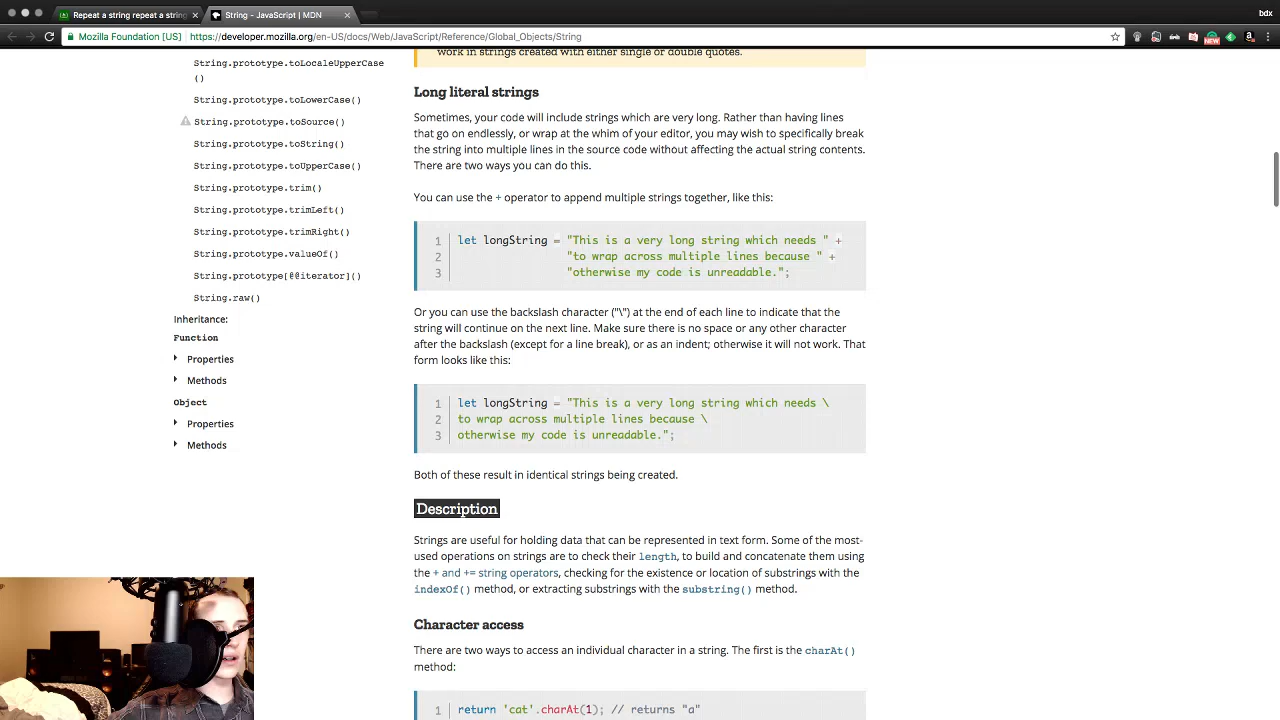 Repeat a string repeat a string
String - JavaScript | MDN
bdx
Mozilla Foundation [US]
https://developer.mozilla.org/en-US/docs/Web/JavaScript/Reference/Global_Objects/String
NEW
work in strings created with either single or double quotes.
String.prototype.toLocaleUpperCase
()
String.prototype.toLowerCase()
String.prototype.toSource()
String.prototype.toString()
String.prototype.toUpperCase()
String.prototype.trim()
String.prototype.trimLeft()
String.prototype.trimRight()
String.prototype.valueOf()
String.prototype[@@iterator]()
String.raw()
Inheritance:
Function
Properties
Methods
Object
Properties
Methods
Long literal strings
Sometimes, your code will include strings which are very long. Rather than having lines
that go on endlessly, or wrap at the whim of your editor, you may wish to specifically break
the string into multiple lines in the source code without affecting the actual string contents.
There are two ways you can do this.
You can use the + operator to append multiple strings together, like this:
1 let longString = "This is a very long string which needs " +
2 "to wrap across multiple lines because " +
3 "otherwise my code is unreadable.";
Or you can use the backslash character ("\") at the end of each line to indicate that the
string will continue on the next line. Make sure there is no space or any other character
after the backslash (except for a line break), or as an indent; otherwise it will not work. That
form looks like this:
1 let longString = "This is a very long string which needs \
2 to wrap across multiple lines because \
3 otherwise my code is unreadable.";
Both of these result in identical strings being created.
Description
Strings are useful for holding data that can be represented in text form. Some of the most-
used operations on strings are to check their length, to build and concatenate them using
the + and += string operators, checking for the existence or location of substrings with the
indexOf() method, or extracting substrings with the substring() method.
Character access
There are two ways to access an individual character in a string. The first is the charAt()
method:
1 return 'cat'.charAt(1); // returns "a"